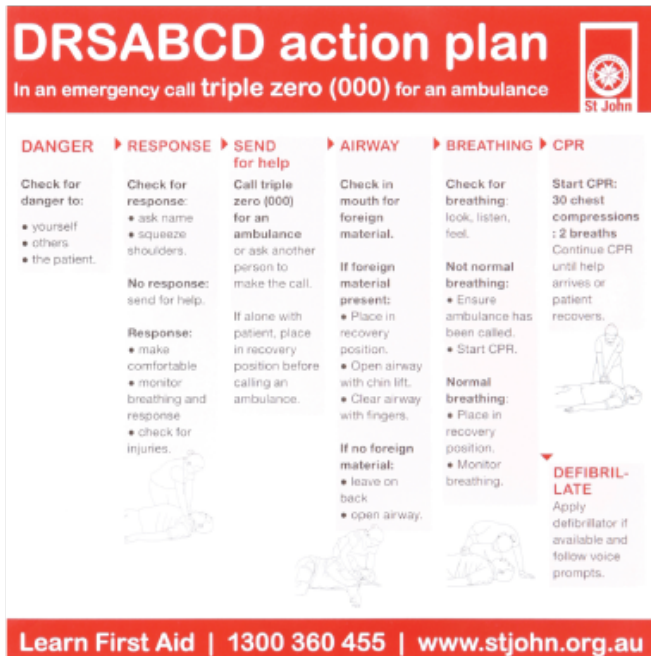 DRSABCD action plan
In an emergency call triple zero (000) for an ambulance
St John
DANGER
Check for
danger to:
• yourself
• others
• the patient.
RESPONSE
Check for
response:
• ask name
• squeeze
shoulders.
No response:
send for help.
Response:
• make
comfortable
• monitor
breathing and
response
• check for
injuries.
SEND
for help
Call triple
zero (000)
for an
ambulance
or ask another
person to
make the call.
If alone with
patient, place
in recovery
position before
calling an
ambulance.
AIRWAY
Check in
mouth for
foreign
material.
If foreign
material
present:
• Place in
recovery
position.
• Open airway
with chin lift.
• Clear airway
with fingers.
If no foreign
material:
• leave on
back
• open airway.
BREATHING
Check for
breathing:
look, listen,
feel.
Not normal
breathing:
• Ensure
ambulance has
been called.
• Start CPR.
Normal
breathing:
• Place in
recovery
position.
• Monitor
breathing.
CPR
Start CPR:
30 chest
compressions
: 2 breaths
Continue CPR
until help
arrives or
patient
recovers.
DEFIBRIL-
LATE
Apply
defibrillator if
available and
follow voice
prompts.
Learn First Aid | 1300 360 455 | www.stjohn.org.au